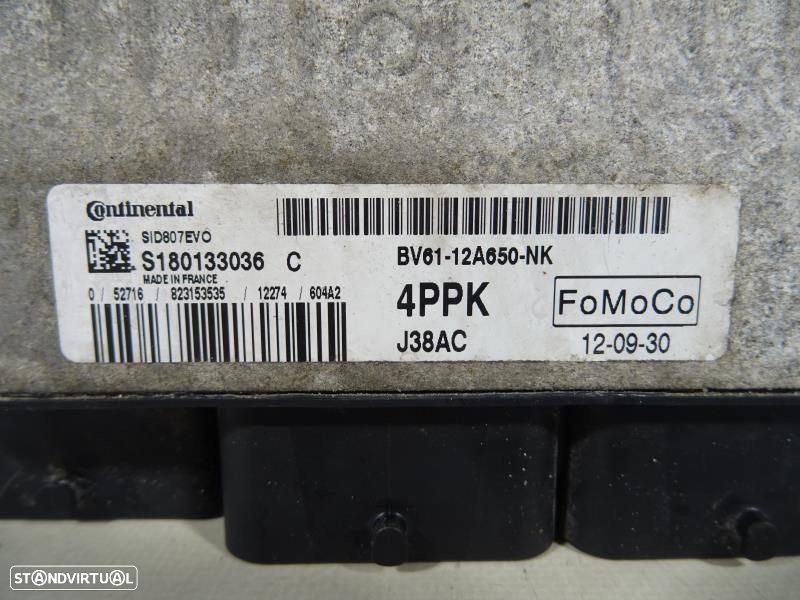 Continental
SID807EVO
S180133036 C
MADE IN FRANCE
0 / 52716 / 823153535 / 12274 / 604A2
BV61-12A650-NK
4PPK
FoMoCo
J38AC
12-09-30
STANDVIRTUAL